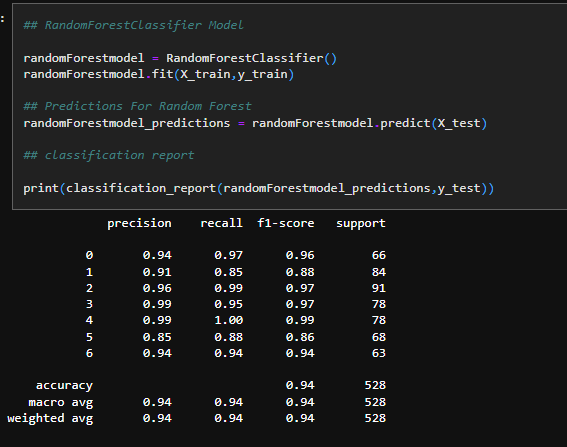 :
## RandomForestClassifier Model
randomForestmodel = RandomForestClassifier()
randomForestmodel.fit(X_train,y_train)
## Predictions For Random Forest
randomForestmodel_predictions = randomForestmodel.predict(X_test)
## classification report
print(classification_report(randomForestmodel_predictions,y_test))
precision recall f1-score support
0 0.94 0.97 0.96 66
1 0.91 0.85 0.88 84
2 0.96 0.99 0.97 91
3 0.99 0.95 0.97 78
4 0.99 1.00 0.99 78
5 0.85 0.88 0.86 68
6 0.94 0.94 0.94 63
accuracy 0.94 528
macro avg 0.94 0.94 0.94 528
weighted avg 0.94 0.94 0.94 528